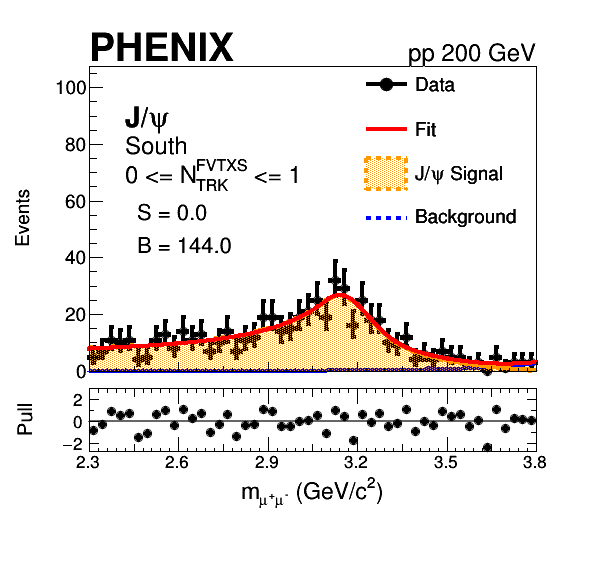 PHENIX pp 200 GeV
100
80
60
40
20
0
Events
J/ψ
South
0 <= N_TRK^FVTXS <= 1
S = 0.0
B = 144.0
Data
Fit
J/ψ Signal
Background
2
0
−2
Pull
2.3 2.6 2.9 3.2 3.5 3.8
m_μ⁺μ⁻ (GeV/c²)